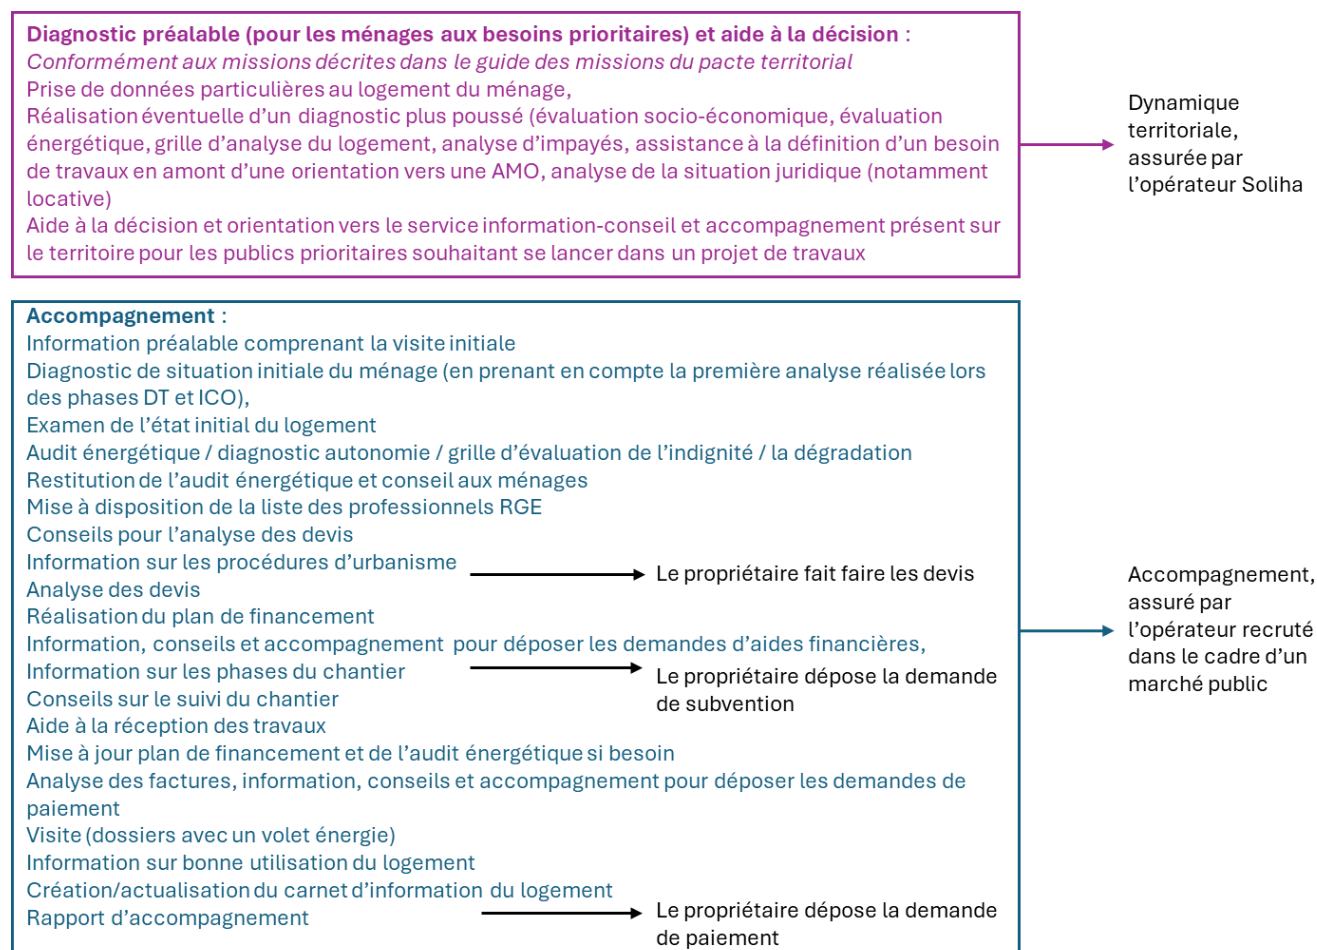 Diagnostic préalable (pour les ménages aux besoins prioritaires) et aide à la décision :
Conformément aux missions décrites dans le guide des missions du pacte territorial
Prise de données particulières au logement du ménage,
Réalisation éventuelle d’un diagnostic plus poussé (évaluation socio-économique, évaluation
énergétique, grille d’analyse du logement, analyse d’impayés, assistance à la définition d’un besoin
de travaux en amont d’une orientation vers une AMO, analyse de la situation juridique (notamment
locative)
Aide à la décision et orientation vers le service information-conseil et accompagnement présent sur
le territoire pour les publics prioritaires souhaitant se lancer dans un projet de travaux
Dynamique
territoriale,
assurée par
l’opérateur Soliha
Accompagnement :
Information préalable comprenant la visite initiale
Diagnostic de situation initiale du ménage (en prenant en compte la première analyse réalisée lors
des phases DT et ICO),
Examen de l’état initial du logement
Audit énergétique / diagnostic autonomie / grille d’évaluation de l’indignité / la dégradation
Restitution de l’audit énergétique et conseil aux ménages
Mise à disposition de la liste des professionnels RGE
Conseils pour l’analyse des devis
Information sur les procédures d’urbanisme
Le propriétaire fait faire les devis
Analyse des devis
Réalisation du plan de financement
Information, conseils et accompagnement pour déposer les demandes d’aides financières,
Information sur les phases du chantier
Le propriétaire dépose la demande
de subvention
Conseils sur le suivi du chantier
Aide à la réception des travaux
Mise à jour plan de financement et de l’audit énergétique si besoin
Analyse des factures, information, conseils et accompagnement pour déposer les demandes de
paiement
Visite (dossiers avec un volet énergie)
Information sur bonne utilisation du logement
Création/actualisation du carnet d’information du logement
Rapport d’accompagnement
Le propriétaire dépose la demande
de paiement
Accompagnement,
assuré par
l’opérateur recruté
dans le cadre d’un
marché public